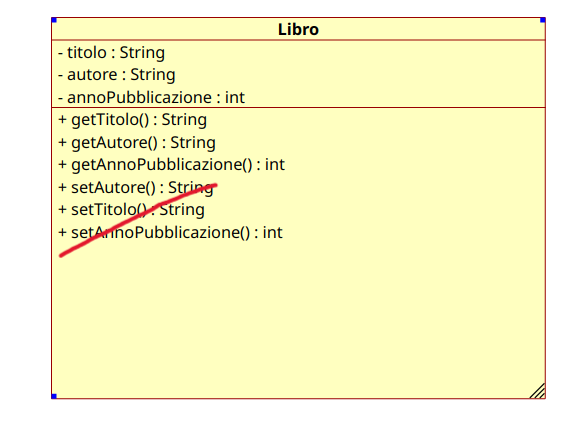 Libro
- titolo : String
- autore : String
- annoPubblicazione : int
+ getTitolo() : String
+ getAutore() : String
+ getAnnoPubblicazione() : int
+ setAutore() : String
+ setTitolo() : String
+ setAnnoPubblicazione() : int